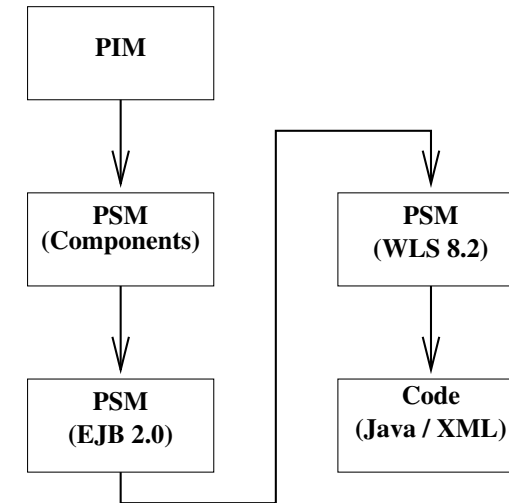 PIM
PSM
(Components)
PSM
(EJB 2.0)
PSM
(WLS 8.2)
Code
(Java / XML)